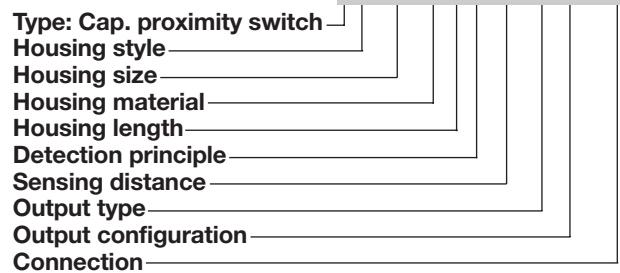 Type: Cap. proximity switch
Housing style
Housing size
Housing material
Housing length
Detection principle
Sensing distance
Output type
Output configuration
Connection